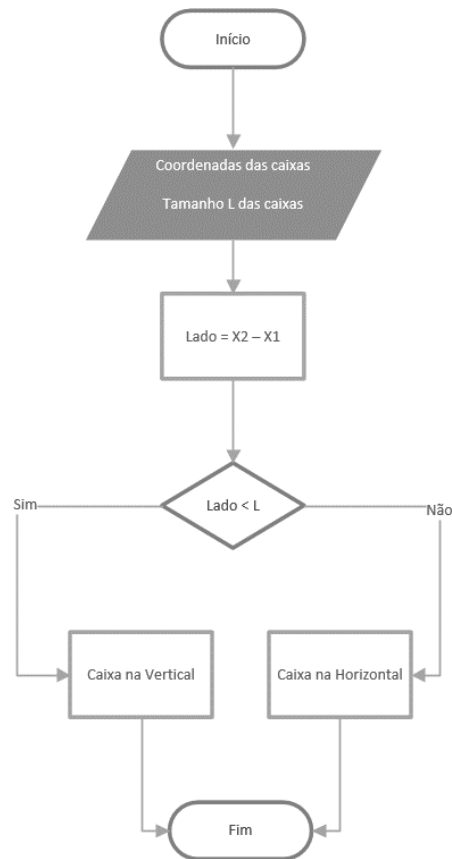 Início
Coordenadas das caixas
Tamanho L das caixas
Lado = X2 – X1
Lado < L
Sim
Não
Caixa na Vertical
Caixa na Horizontal
Fim